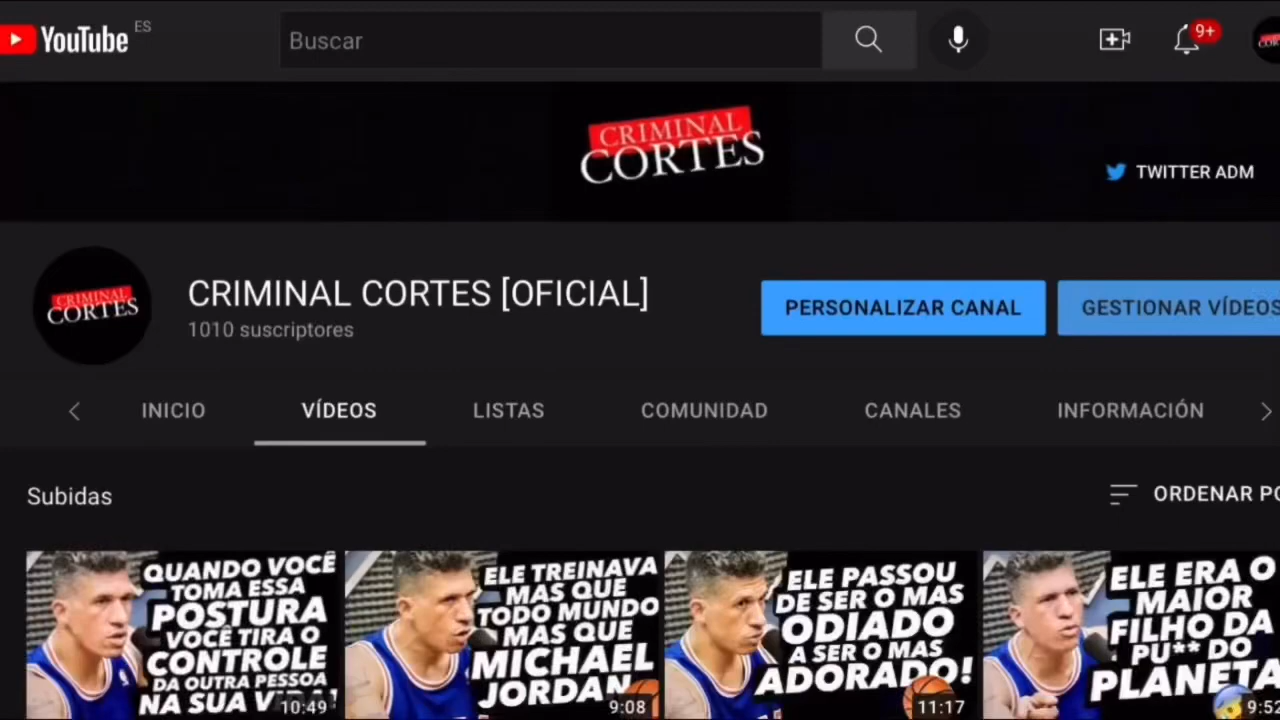 YouTube ES
Buscar
9+
CRIMINAL
CORTES
TWITTER ADM
CRIMINAL
CORTES
CRIMINAL CORTES [OFICIAL]
1010 suscriptores
PERSONALIZAR CANAL
GESTIONAR VÍDEOS
INICIO
VÍDEOS
LISTAS
COMUNIDAD
CANALES
INFORMACIÓN
Subidas
ORDENAR PO
QUANDO VOCÊ
TOMA ESSA
POSTURA
VOCÊ TIRA O
CONTROLE
DA OUTRA PESSOA
NA SUA
10:49
ELE TREINAVA
MAS QUE
TODO MUNDO
MAS QUE
MICHAEL
JORDAN
9:08
ELE PASSOU
DE SER O MAS
ODIADO
A SER O MAS
ADORADO!
11:17
ELE ERA O
MAIOR
FILHO DA
PU** DO
PLANETA
9:52